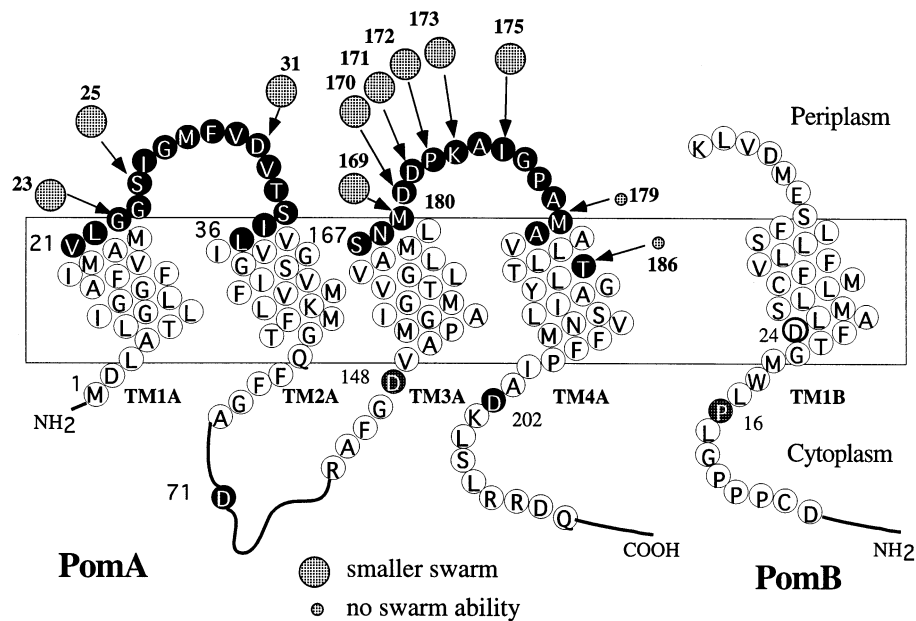 173
172
175
171
31
170
25
Periplasm
169
23
180
179
21
36
167
186
V L G G S I G M F V D V T S I L
S N M D D P K A I G P A M A T
K L V D M E S
I M A M
A F V
G G F
I L G L
T L
A
L
D
1 M
NH2
I G V V G
F I S V
L V V M
T F K M
G
Q
F
F
G
A
71 D
V A M L
V G L
I T L
M G M
A P A
V
148 D
G
F
A
R
V L A
T L
Y L A G
L I S
M N V
F F
P
I
A
D 202
K
L
S
L
R R D Q
S F L L
V L F
C F L M
S L M
24 D L F A
G T
M
W
L
P 16
L
G
P P P C D
TM1A
TM2A
TM3A
TM4A
TM1B
Cytoplasm
COOH
NH2
PomA
smaller swarm
PomB
no swarm ability